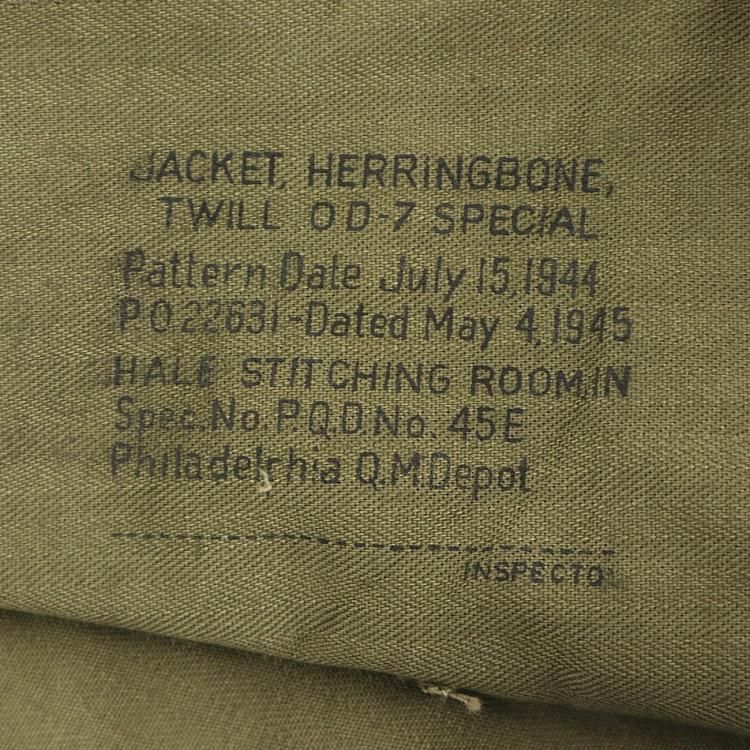 JACKET, HERRINGBONE,
TWILL OD-7 SPECIAL
Pattern Date July 15, 1944
PO 22631-Dated May 4, 1945
HALE STITCHING ROOM, IN
Spec. No. P.Q.D. No. 45E
Philadelphia Q.M. Depot
INSPECTO